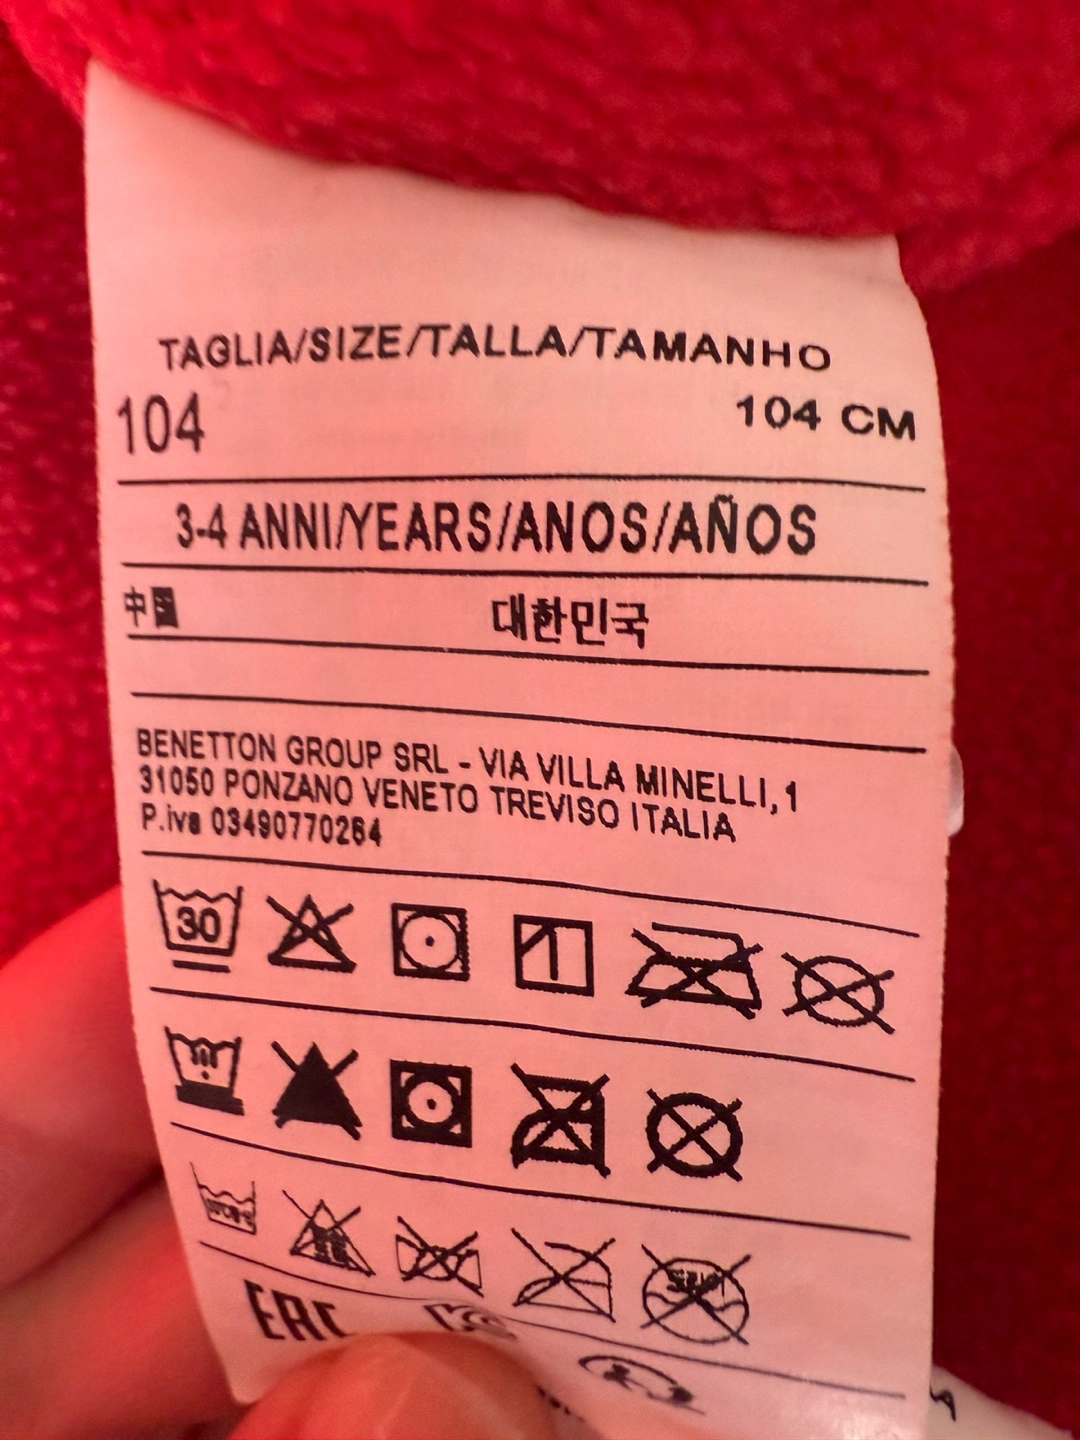 TAGLIA/SIZE/TALLA/TAMANHO
104 104 CM
3-4 ANNI/YEARS/ANOS/AÑOS
中国 대한민국
BENETTON GROUP SRL - VIA VILLA MINELLI,1
31050 PONZANO VENETO TREVISO ITALIA
P.iva 03490770264
30
EAC